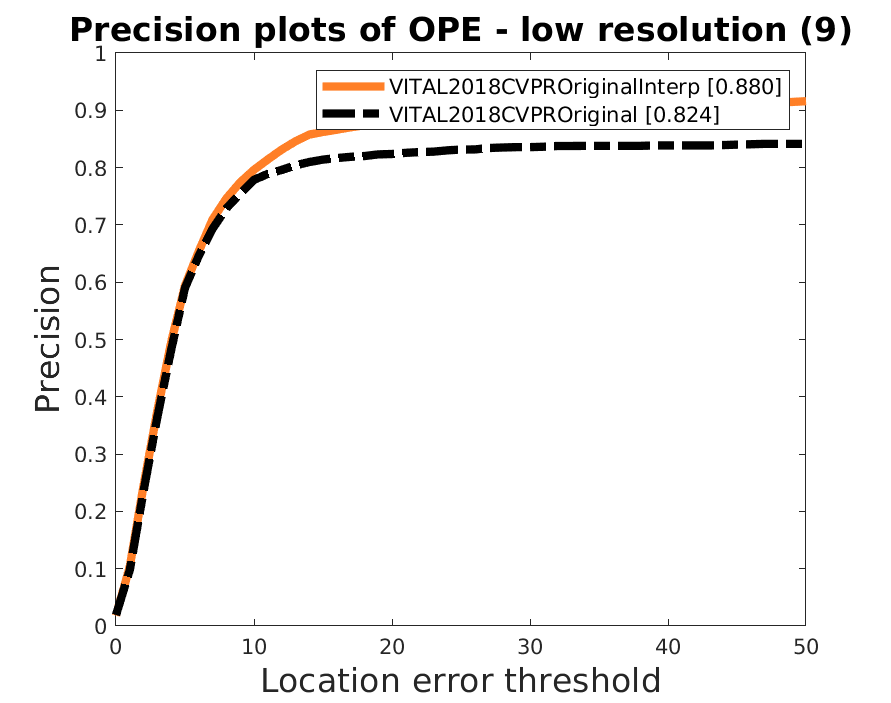 Precision plots of OPE - low resolution (9)
VITAL2018CVPROriginalInterp [0.880]
VITAL2018CVPROriginal [0.824]
1
0.9
0.8
0.7
0.6
0.5
0.4
0.3
0.2
0.1
0
Precision
0 10 20 30 40 50
Location error threshold